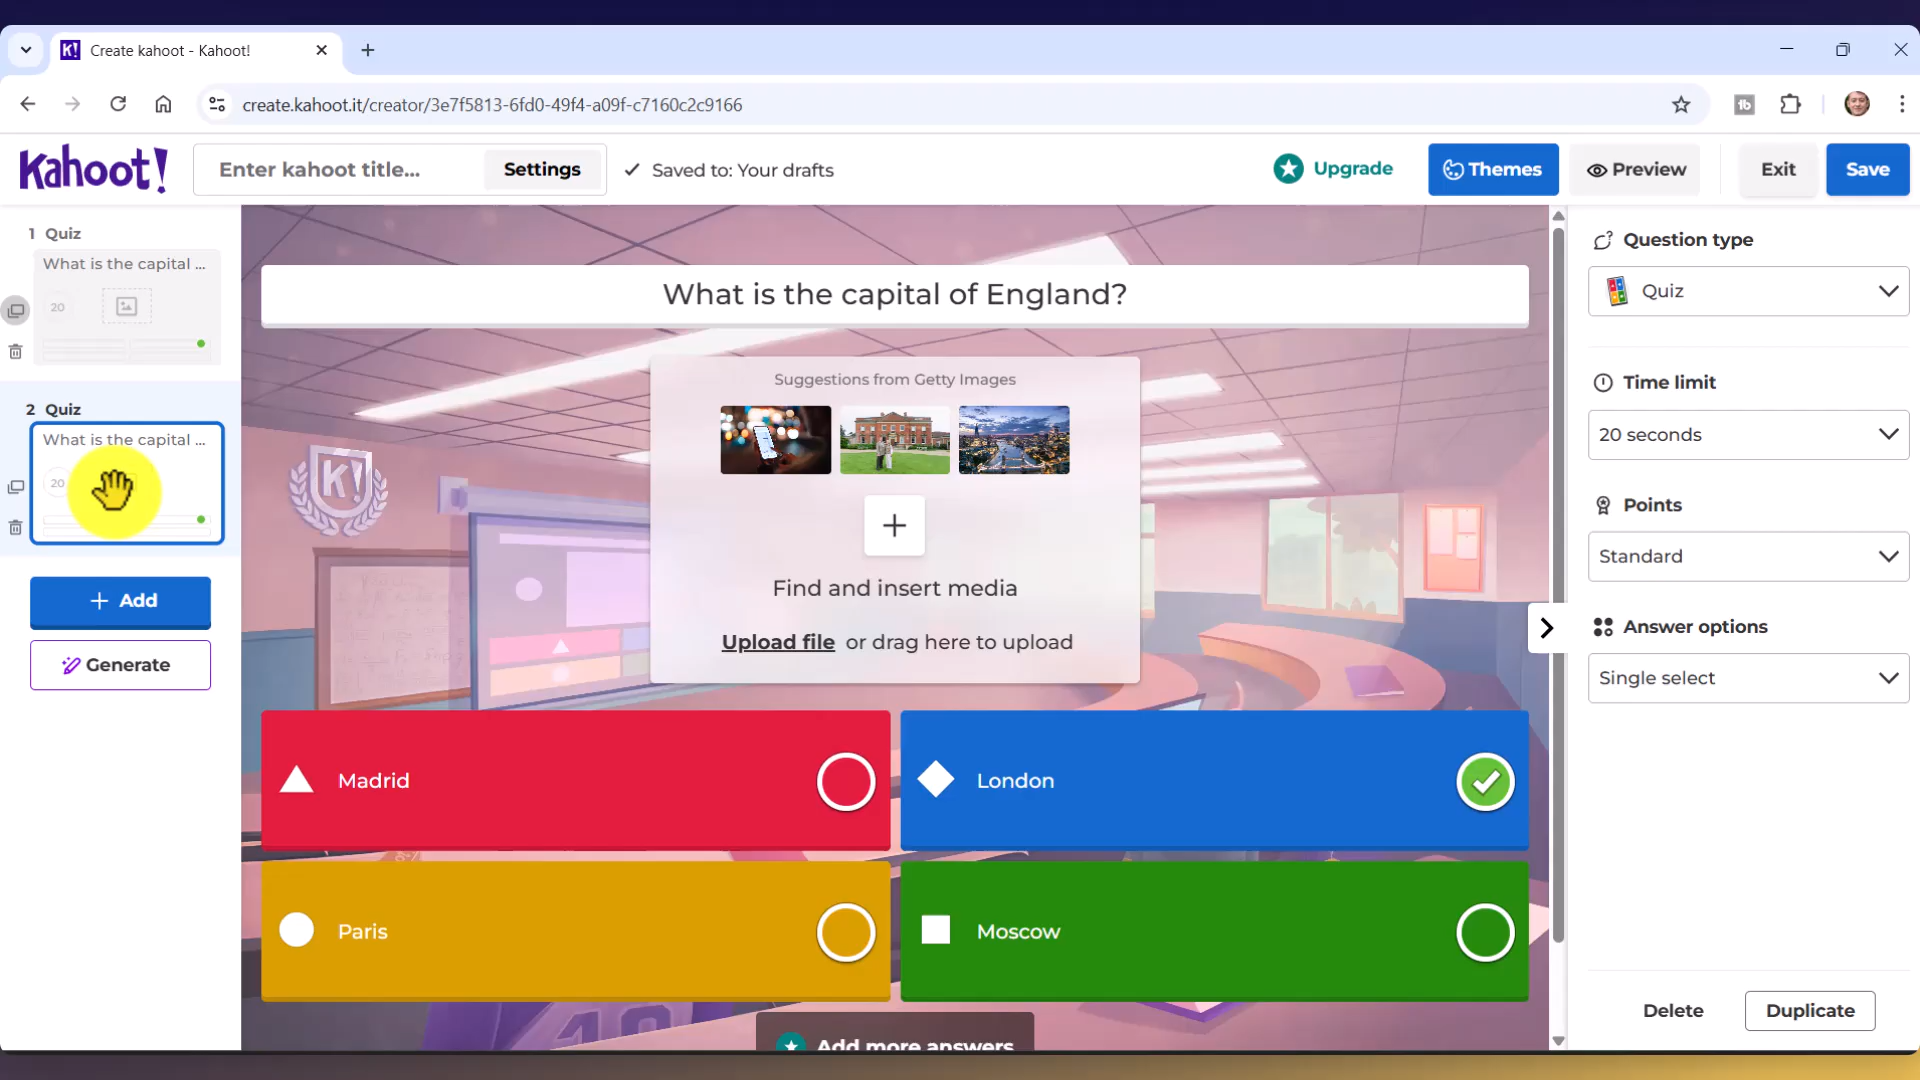 Create kahoot - Kahoot!
create.kahoot.it/creator/3e7f5813-6fd0-49f4-a09f-c7160c2c9166
Kahoot!
Enter kahoot title...
Settings
Saved to: Your drafts
Upgrade
Themes
Preview
Exit
Save
1 Quiz
What is the capital ...
20
2 Quiz
What is the capital ...
20
Add
Generate
What is the capital of England?
Suggestions from Getty Images
Find and insert media
Upload file or drag here to upload
K!
Madrid
London
Paris
Moscow
Add more answers
Question type
Quiz
Time limit
20 seconds
Points
Standard
Answer options
Single select
Delete
Duplicate